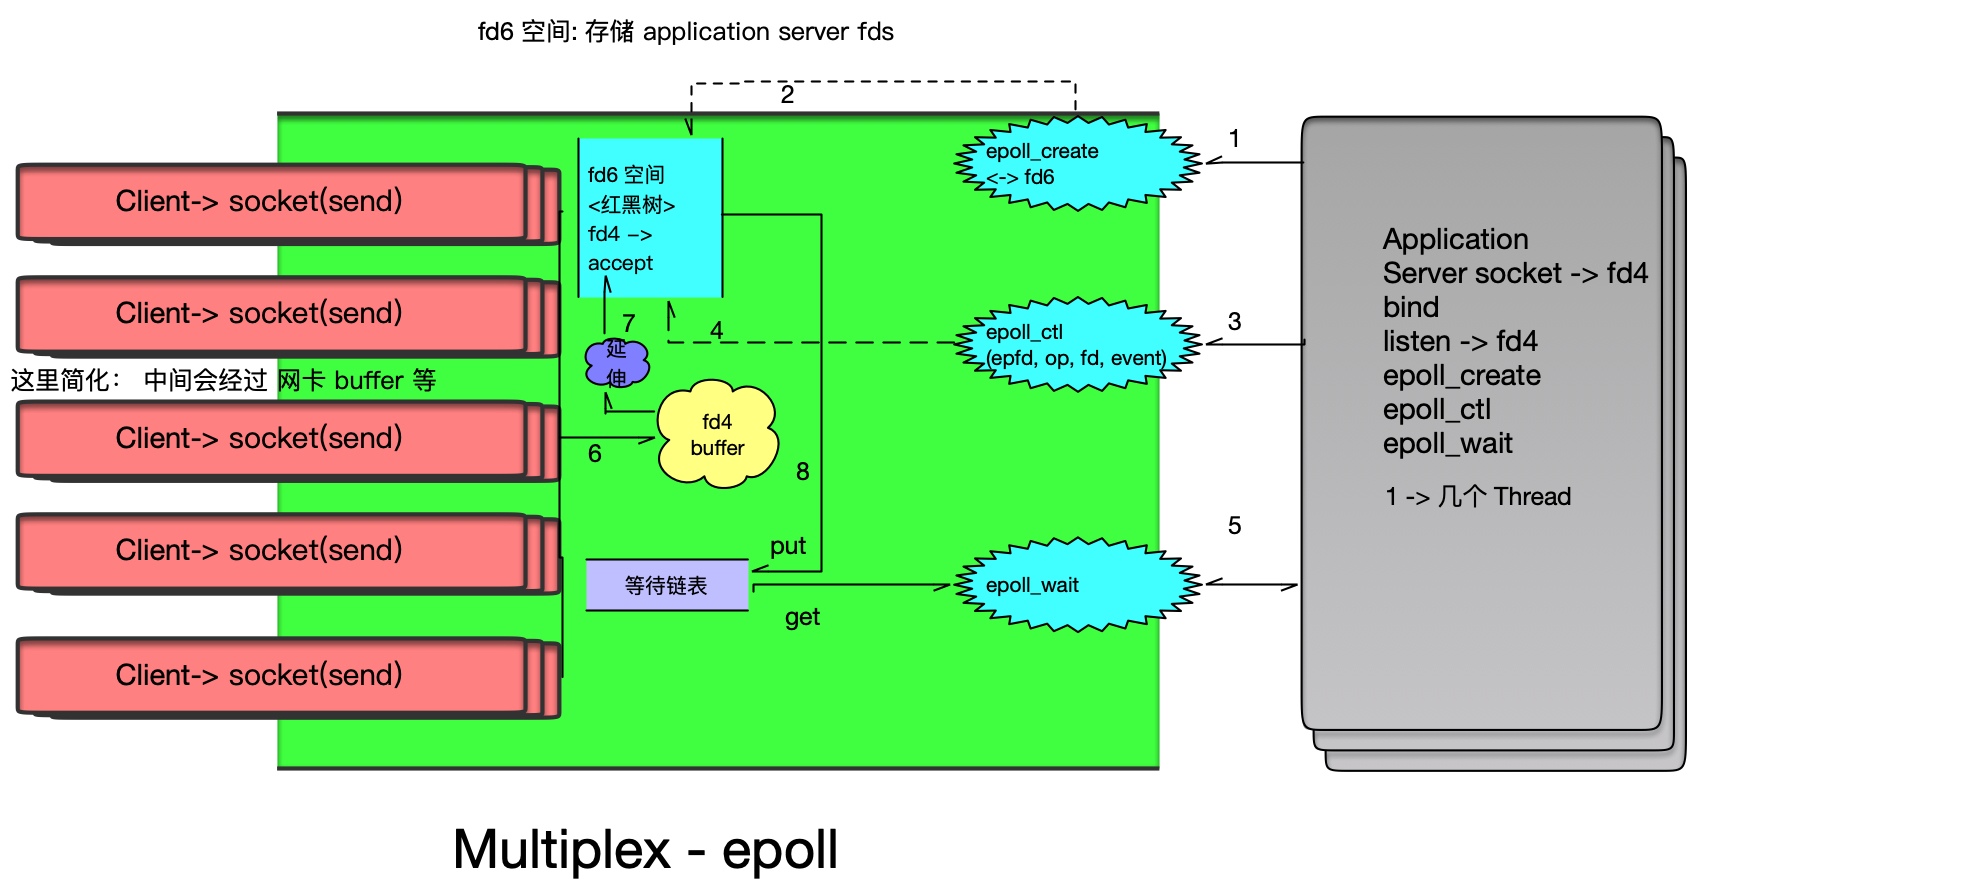 fd6 空间: 存储 application server fds
2
epoll_create
<-> fd6
1
fd6 空间
<红黑树>
fd4 –>
accept
Client-> socket(send)
Client-> socket(send)
这里简化： 中间会经过 网卡 buffer 等
Client-> socket(send)
Client-> socket(send)
Client-> socket(send)
7
4
延
伸
epoll_ctl
(epfd, op, fd, event)
3
fd4
buffer
6
8
put
等待链表
get
epoll_wait
5
Application
Server socket -> fd4
bind
listen -> fd4
epoll_create
epoll_ctl
epoll_wait
1 -> 几个 Thread
Multiplex - epoll